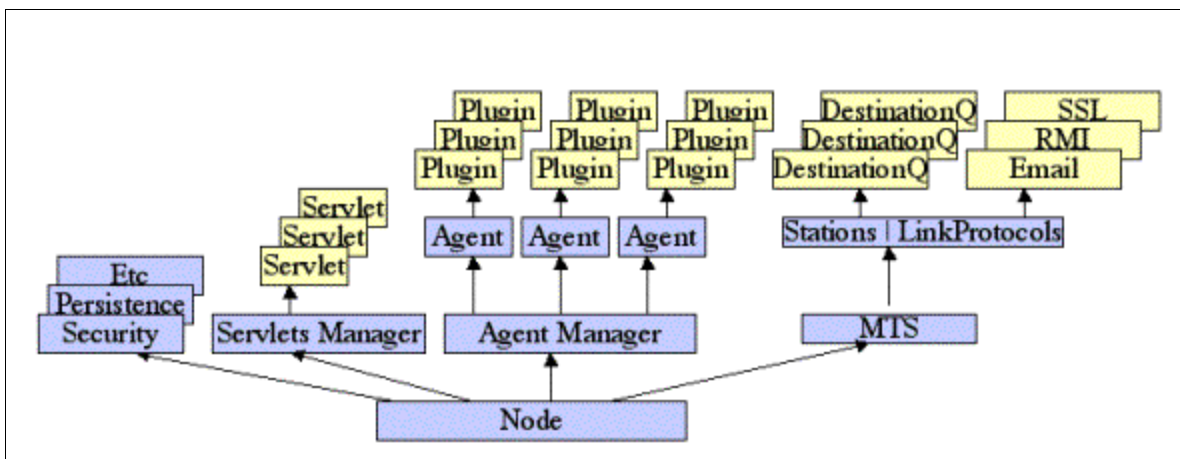 Plugin Plugin Plugin DestinationQ SSL
Plugin Plugin Plugin DestinationQ RMI
Plugin Plugin Plugin DestinationQ Email
Servlet
Servlet Agent Agent Agent Stations | LinkProtocols
Servlet
Etc
Persistence
Security Servlets Manager Agent Manager MTS
Node